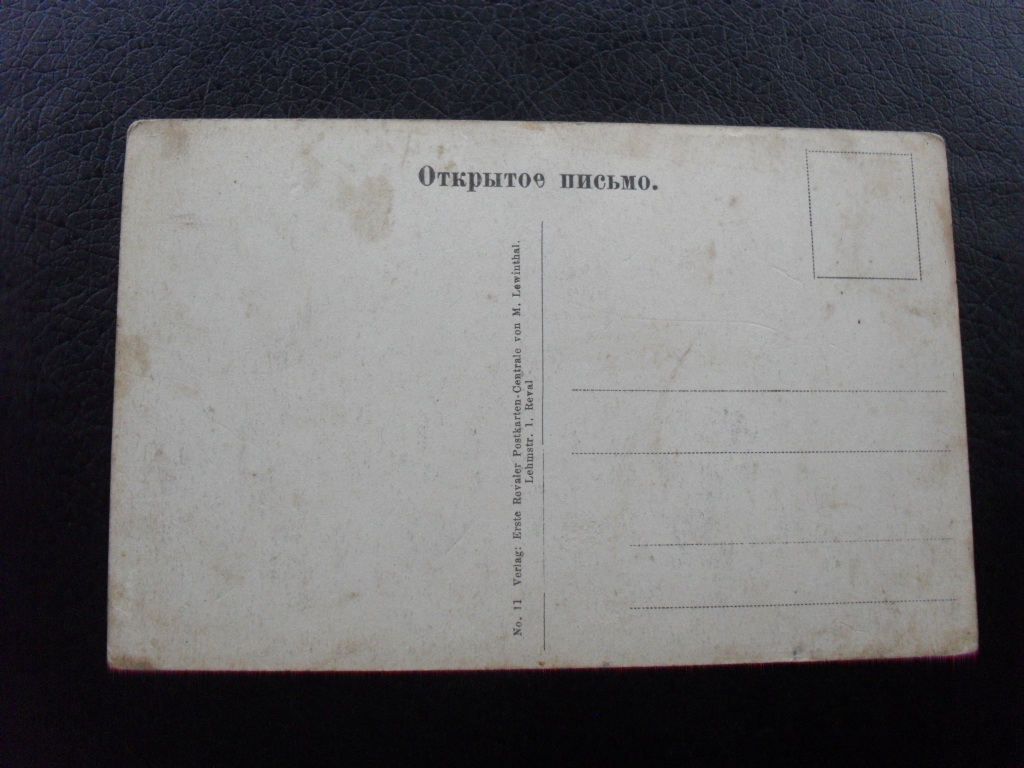 Открытое письмо.
No. 11 Verlag: Erste Revaler Postkarten-Centrale von M. Lewinthal.
Lehmstr. 1, Reval